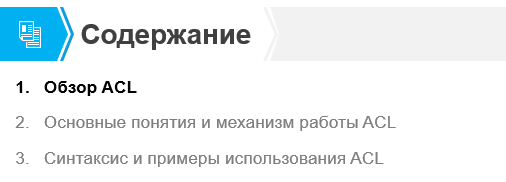 Содержание
1. Обзор ACL
2. Основные понятия и механизм работы ACL
3. Синтаксис и примеры использования ACL